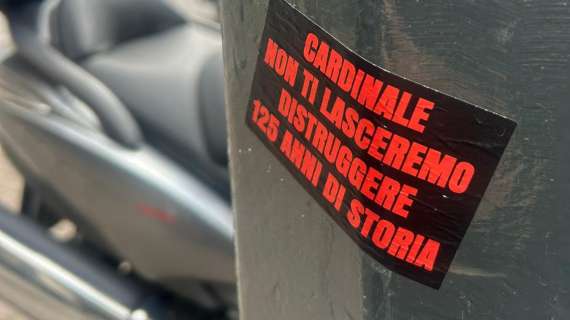 CARDINALE
NON TI LASCEREMO
DISTRUGGERE
125 ANNI DI STORIA